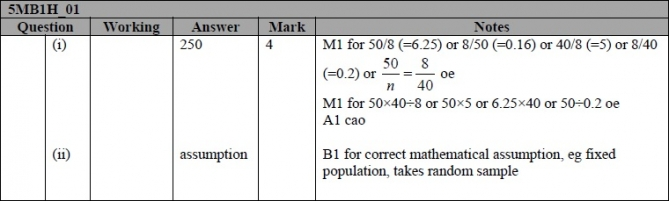 5MB1H_01
Question Working Answer Mark Notes
(i) 250 4 M1 for 50/8 (=6.25) or 8/50 (=0.16) or 40/8 (=5) or 8/40
(=0.2) or 50/n = 8/40 oe
M1 for 50×40÷8 or 50×5 or 6.25×40 or 50÷0.2 oe
A1 cao
(ii) assumption B1 for correct mathematical assumption, eg fixed
population, takes random sample